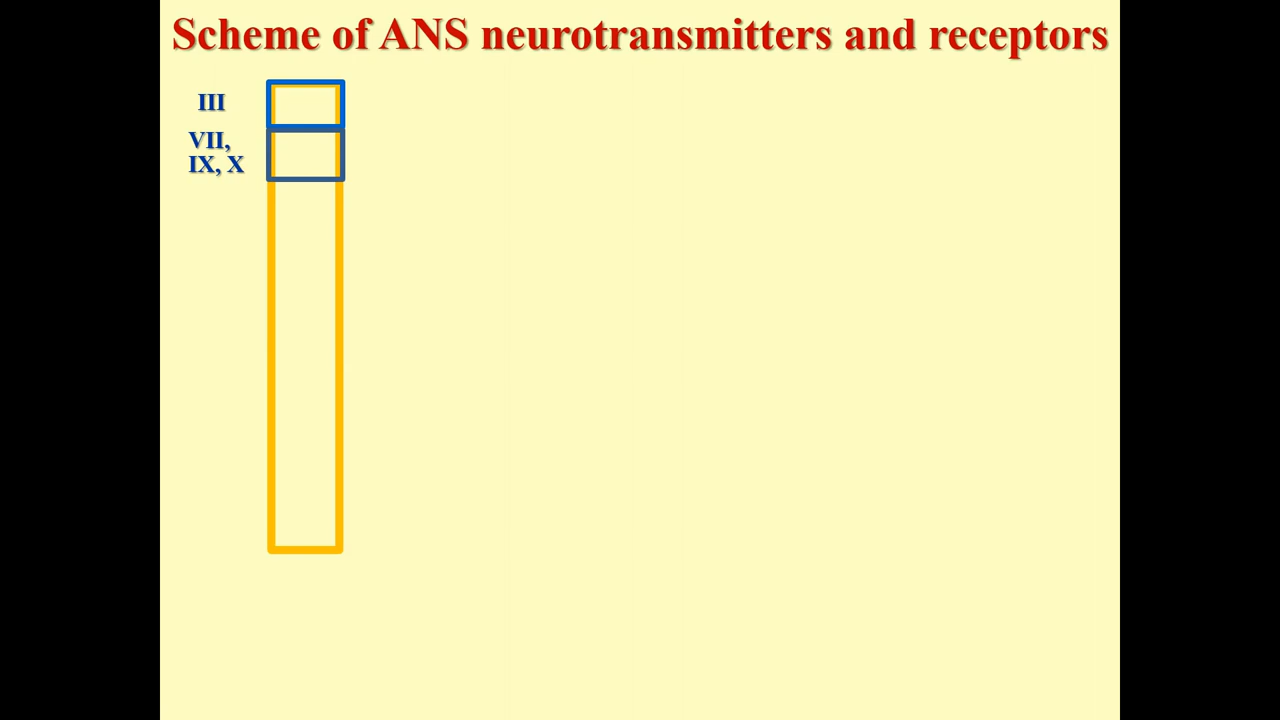 Scheme of ANS neurotransmitters and receptors
III
VII,
IX, X